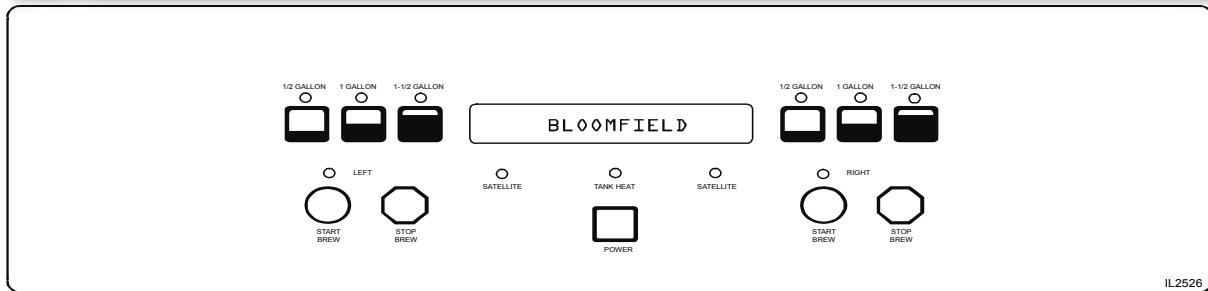 1/2 GALLON 1 GALLON 1-1/2 GALLON
1/2 GALLON 1 GALLON 1-1/2 GALLON
BLOOMFIELD
LEFT
RIGHT
SATELLITE
TANK HEAT
SATELLITE
START
BREW
STOP
BREW
POWER
START
BREW
STOP
BREW
IL2526